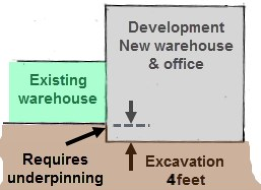 Development
New warehouse
& office
Existing
warehouse
Requires
underpinning
Excavation
4feet